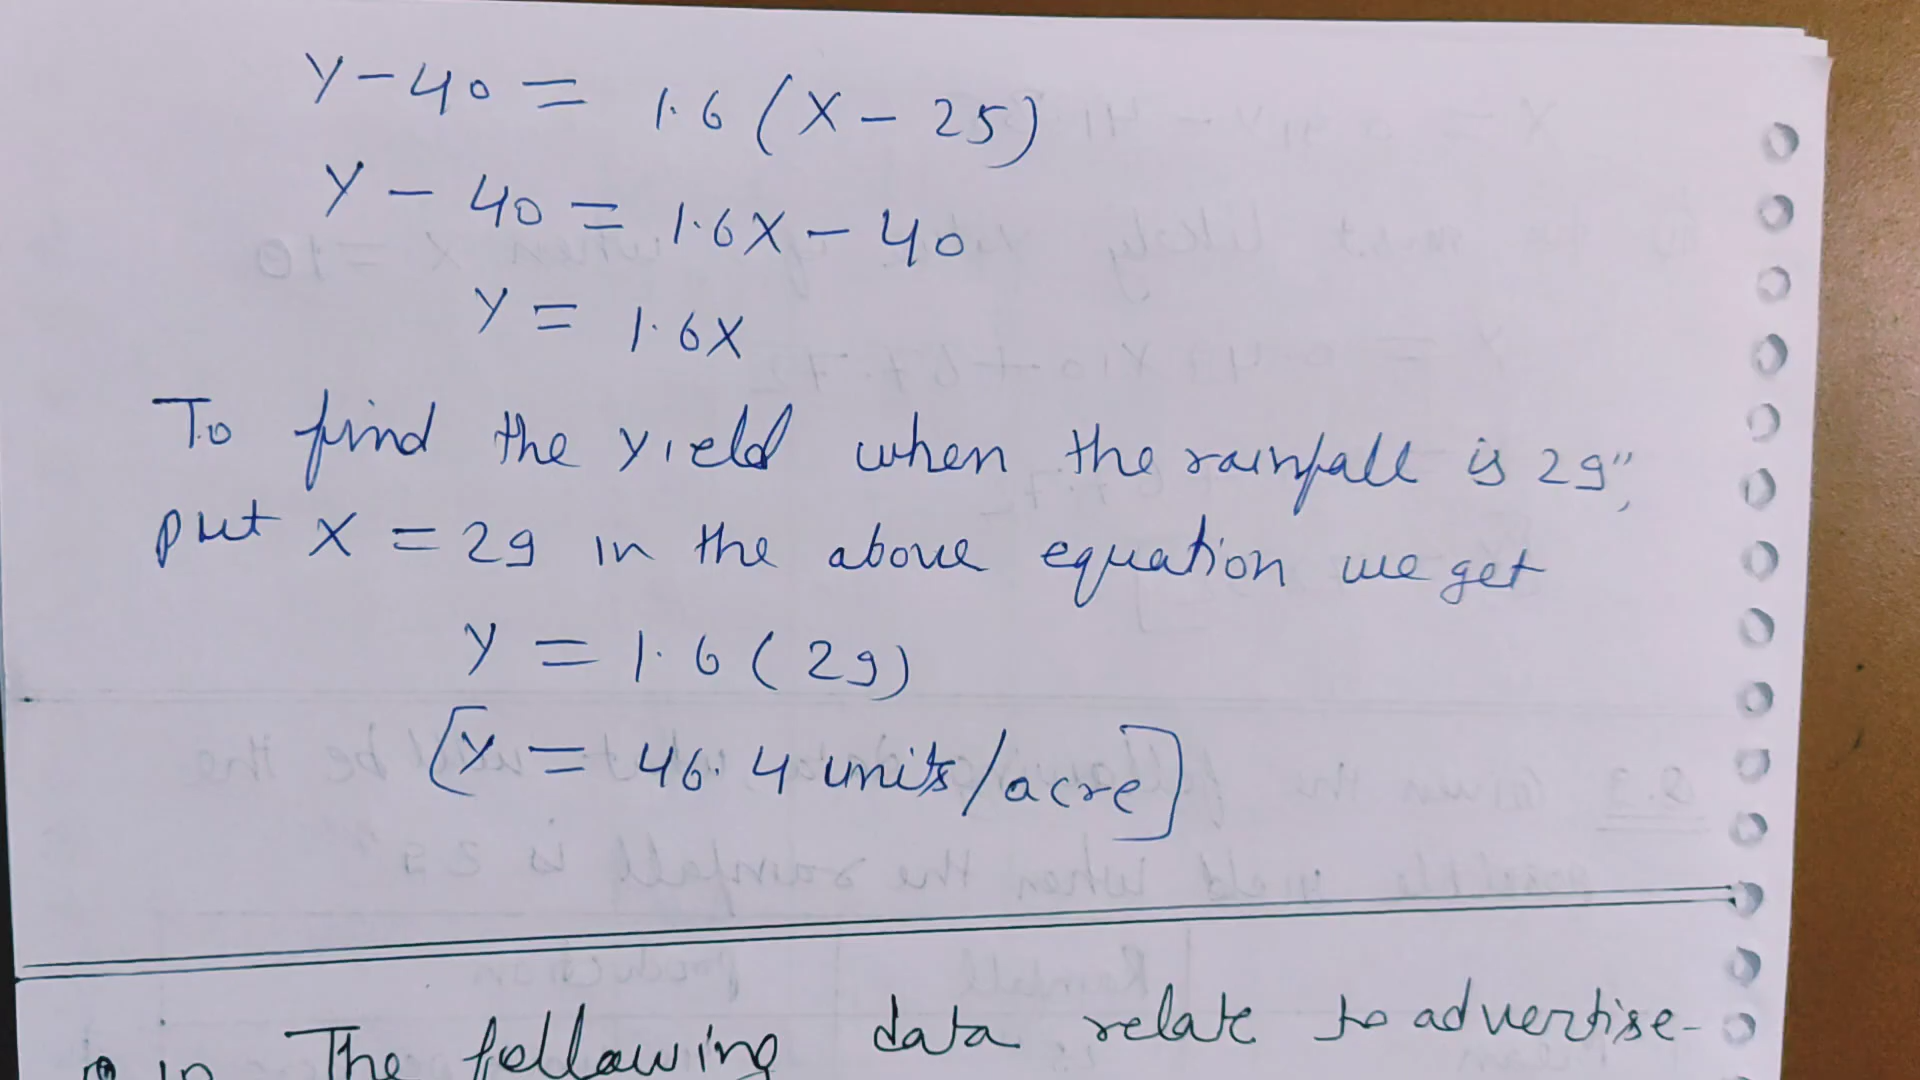 Y - 40 = 1.6 (X - 25)
Y - 40 = 1.6X - 40
Y = 1.6X
To find the yield when the rainfall is 29",
put X = 29 in the above equation we get
Y = 1.6 (29)
[Y = 46.4 units/acre]
The following data relate to advertise-